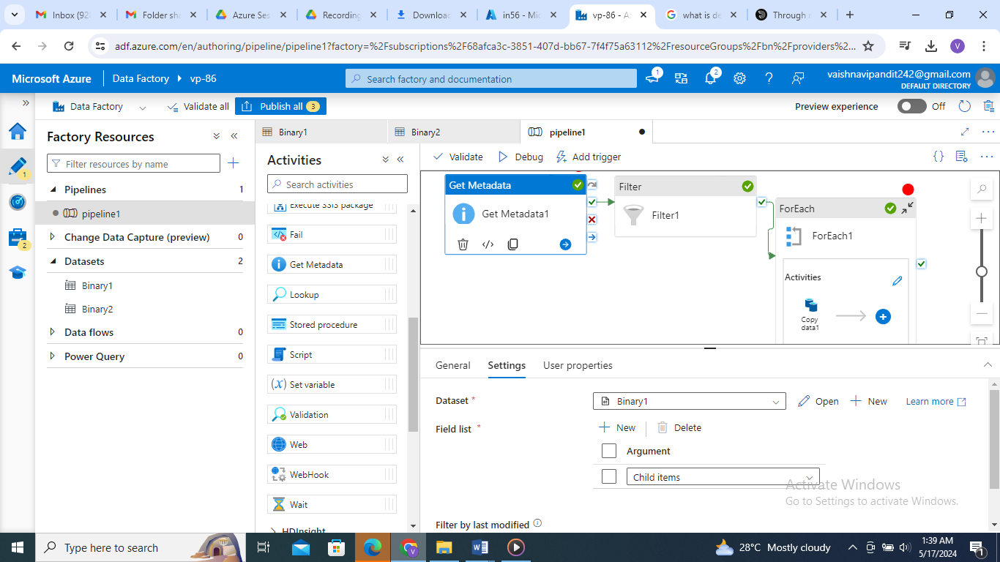 Inbox (928
Folder sha
Azure Ses
Recording
Downloac
in56 - Mic
vp-86 - A
what is da
Through r
adf.azure.com/en/authoring/pipeline/pipeline1?factory=%2Fsubscriptions%2F68afca3c-3851-407d-bb67-7f4f75a63112%2FresourceGroups%2Fbn%2Fproviders%2...
V
Microsoft Azure
Data Factory
vp-86
Search factory and documentation
1
2
vaishnavipandit242@gmail.com
DEFAULT DIRECTORY
Data Factory
Validate all
Publish all 3
Preview experience
Off
Factory Resources
Filter resources by name
Pipelines 1
pipeline1
Change Data Capture (preview) 0
Datasets 2
Binary1
Binary2
Data flows 0
Power Query 0
1
2
Binary1
Binary2
pipeline1
Activities
Search activities
Execute SSIS package
Fail
Get Metadata
Lookup
Stored procedure
Script
Set variable
Validation
Web
WebHook
Wait
HDInsight
Validate
Debug
Add trigger
Get Metadata
Get Metadata1
Filter
Filter1
ForEach
ForEach1
Activities
Copy
data1
General
Settings
User properties
Dataset *
Binary1
Open
New
Learn more
Field list *
New
Delete
Argument
Child items
Filter by last modified
Activate Windows
Go to Settings to activate Windows.
Type here to search
28°C Mostly cloudy
1:39 AM
5/17/2024
1